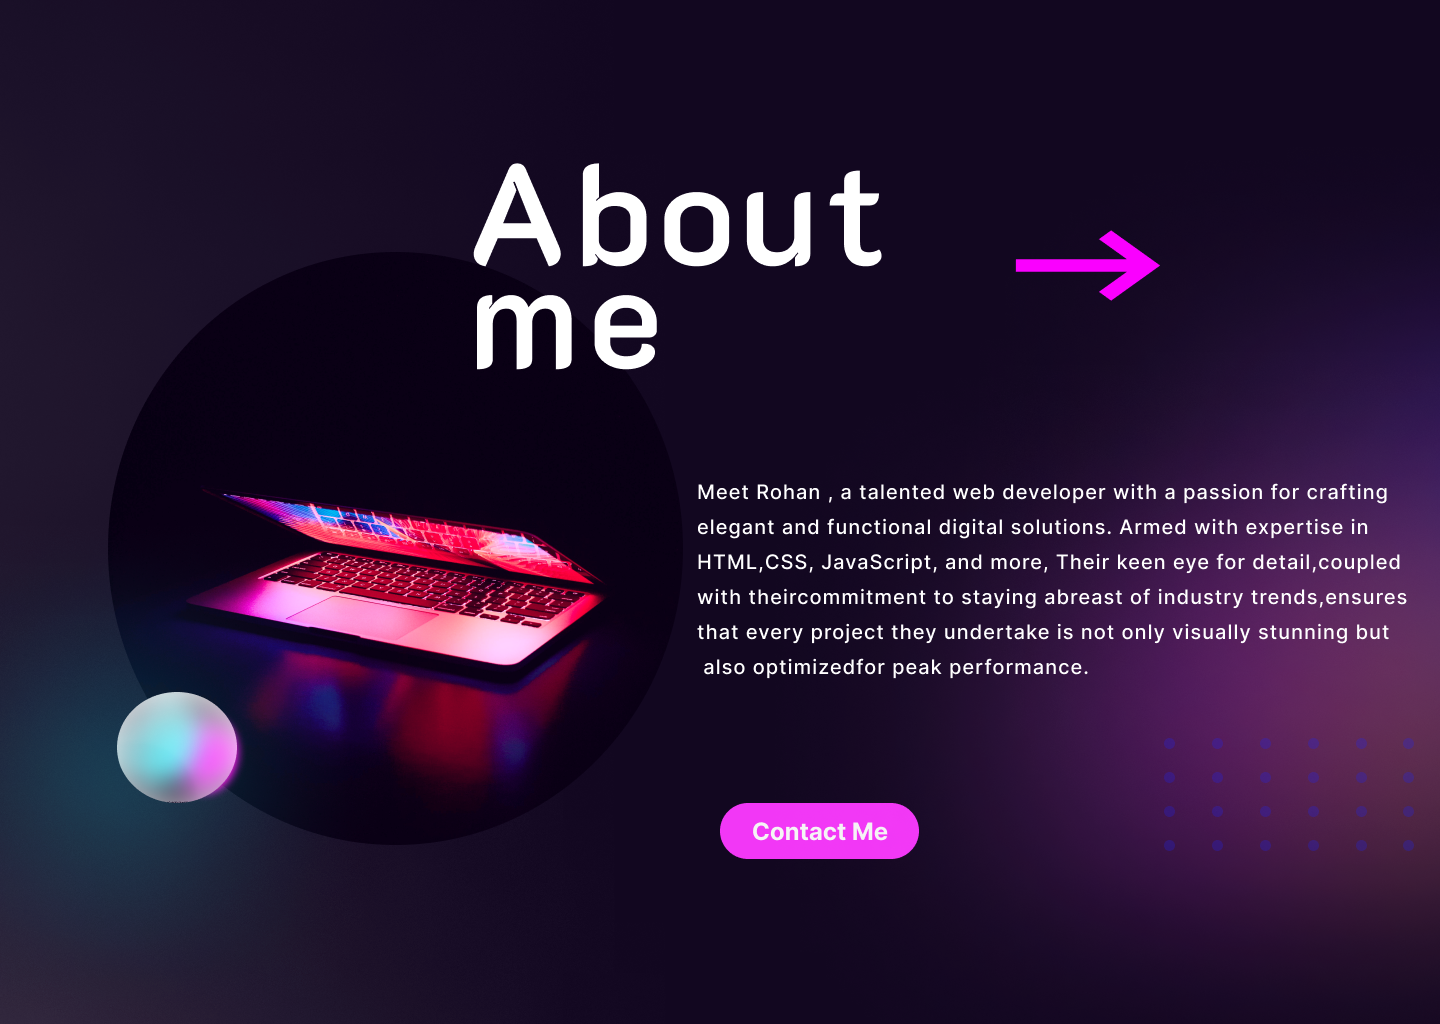 About
me
Meet Rohan , a talented web developer with a passion for crafting
elegant and functional digital solutions. Armed with expertise in
HTML,CSS, JavaScript, and more, Their keen eye for detail,coupled
with theircommitment to staying abreast of industry trends,ensures
that every project they undertake is not only visually stunning but
also optimizedfor peak performance.
Contact Me